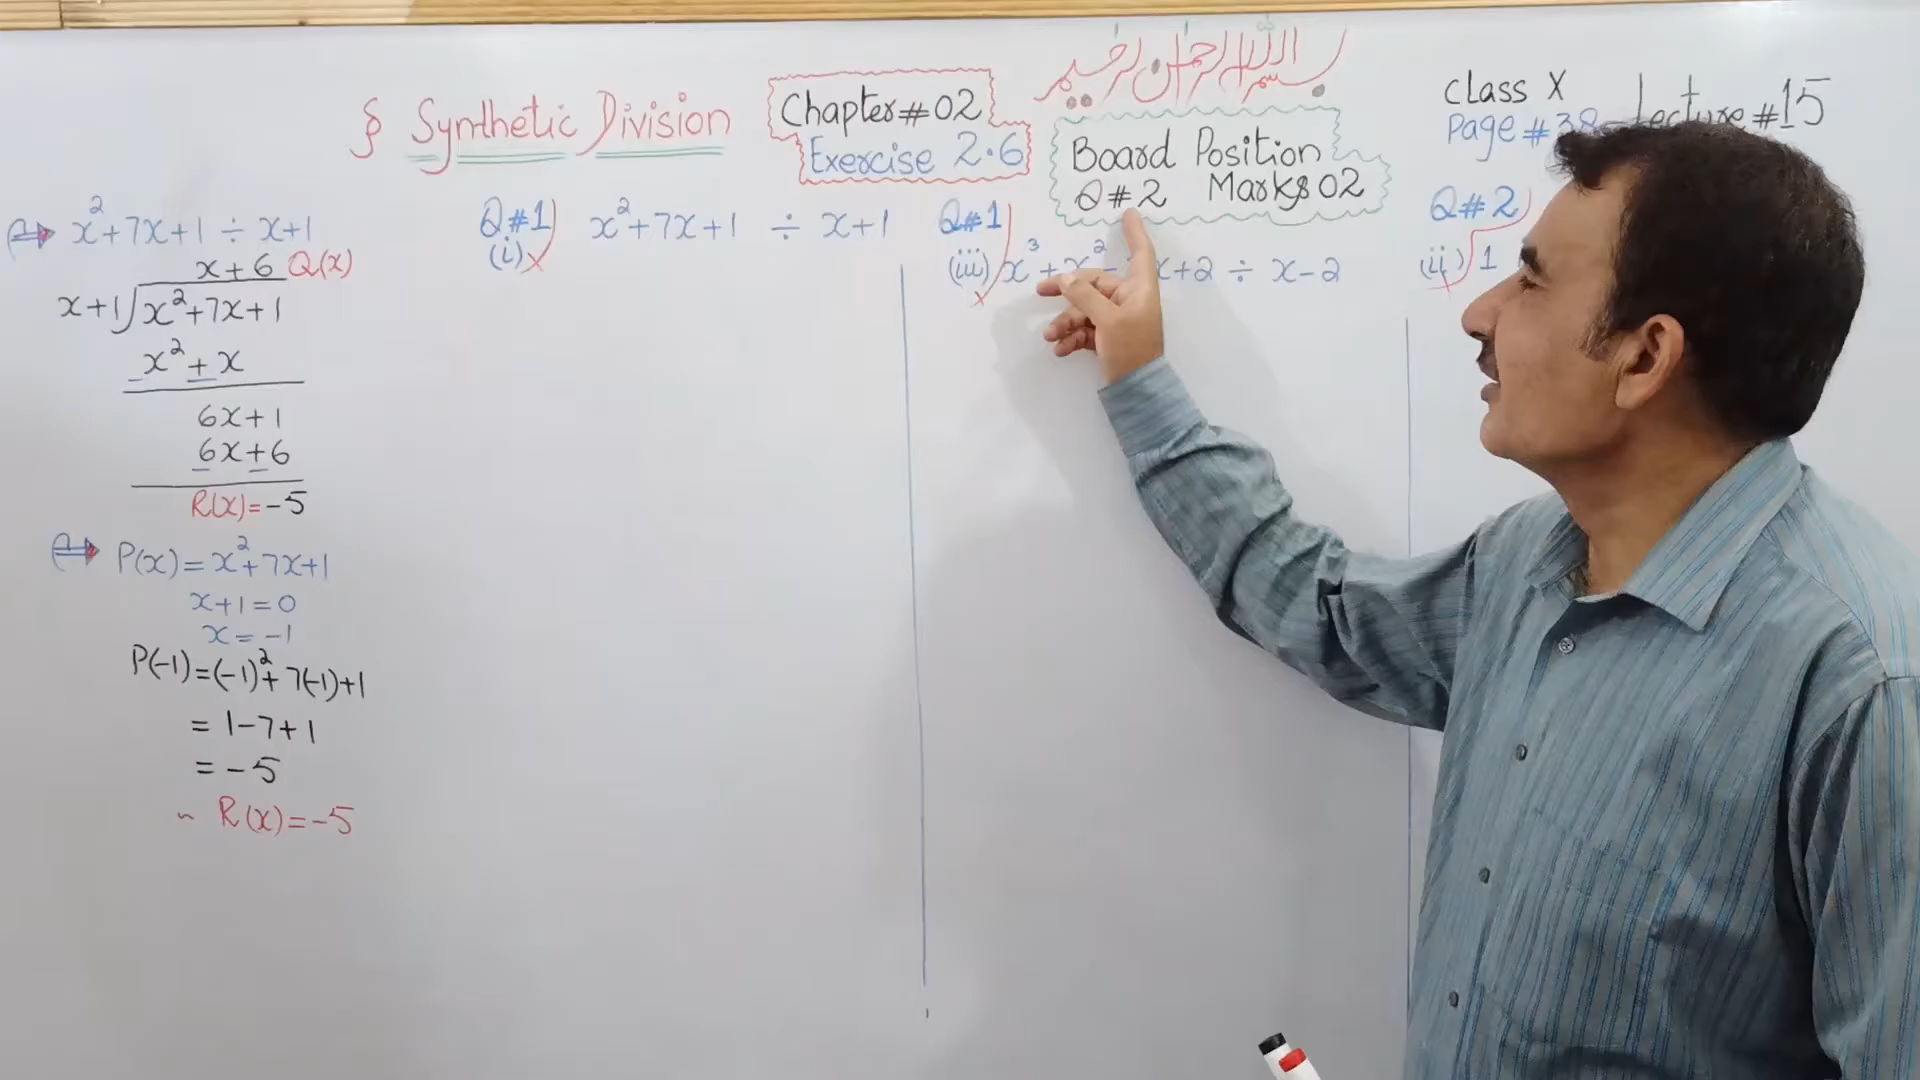 بسم الله الرحمن الرحيم
§ Synthetic Division
Chapter # 02
Exercise 2.6
Board Position
Q # 2 Marks 02
Class X
Page # 38 Lecture # 15
x²+7x+1 ÷ x+1
x+6 Q(x)
x+1 x²+7x+1
x²+x
6x+1
6x+6
R(x)=-5
P(x)=x²+7x+1
x+1=0
x=-1
P(-1)=(-1)²+7(-1)+1
= 1-7+1
= -5
~ R(x)=-5
Q#1)
(i) x²+7x+1 ÷ x+1
Q#1)
(iii) x³+x²- x+2 ÷ x-2
Q#2)
(ii) 1